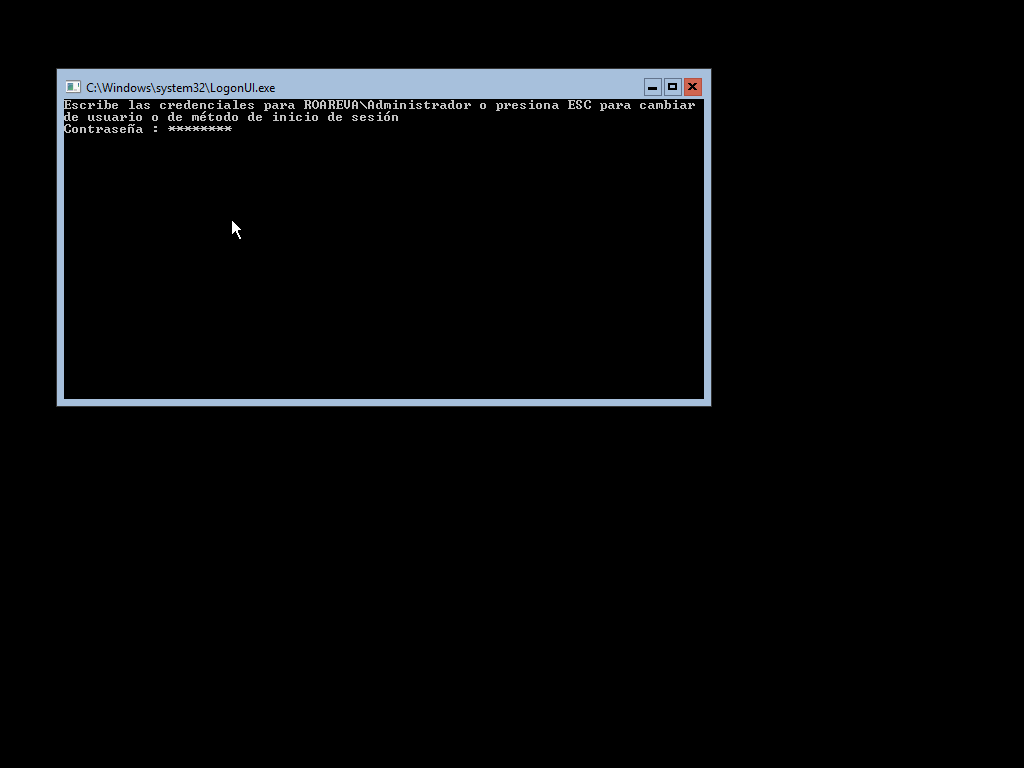 C:\Windows\system32\LogonUI.exe
Escribe las credenciales para ROAREVA\Administrador o presiona ESC para cambiar
de usuario o de método de inicio de sesión
Contraseña : ********